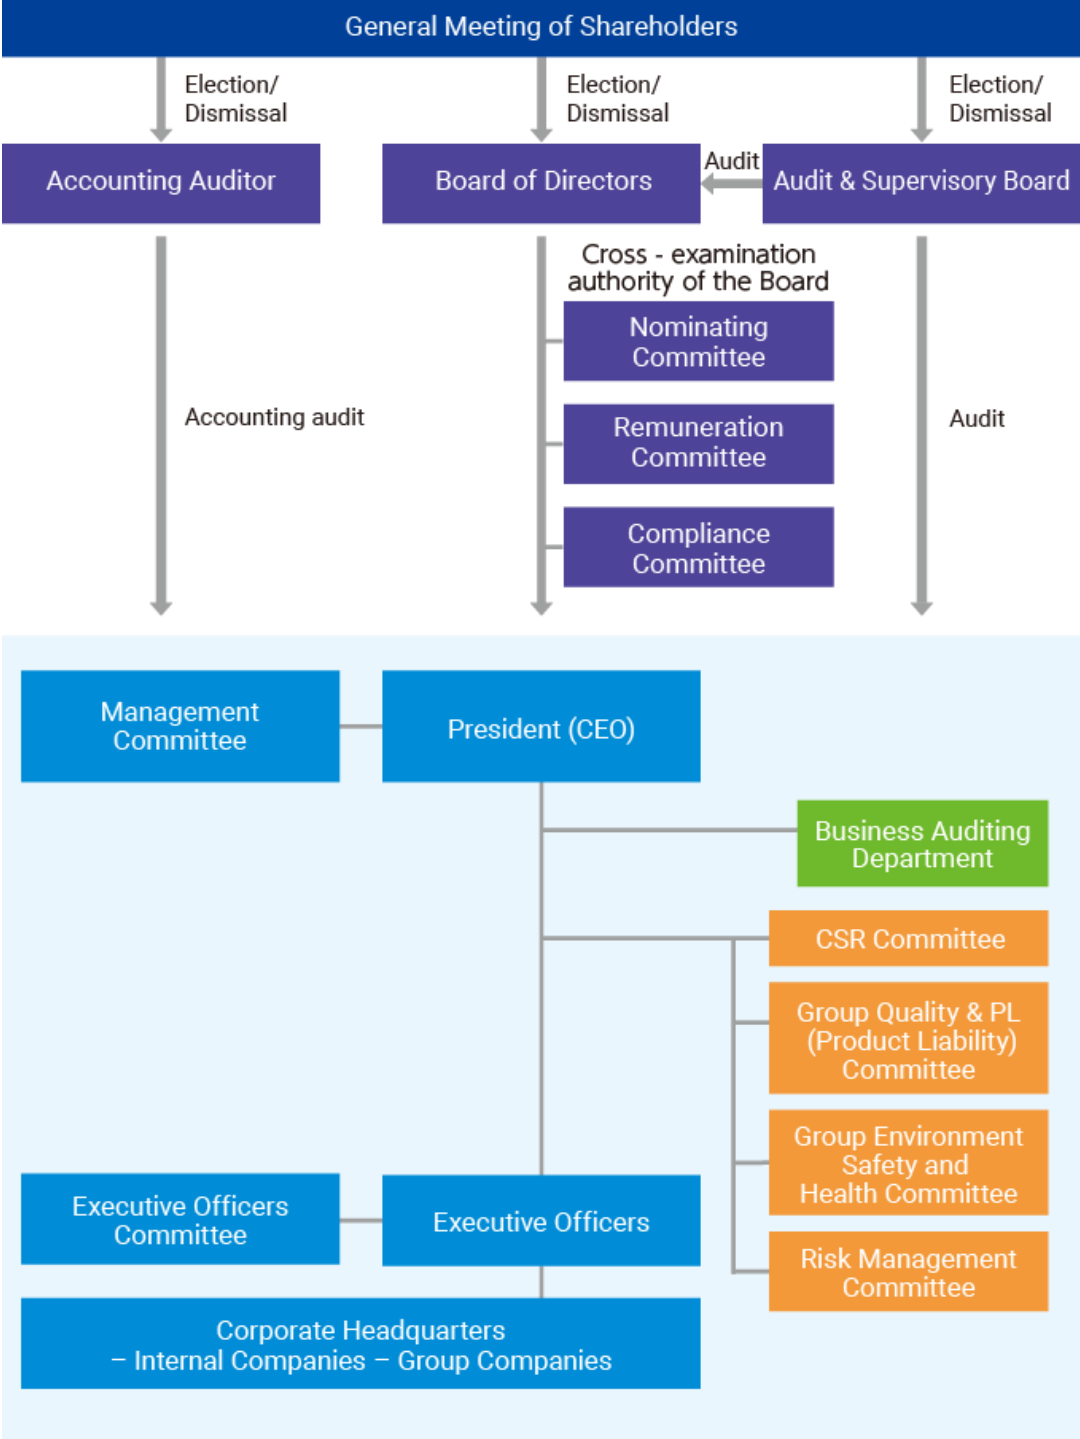 General Meeting of Shareholders
Election/
Dismissal
Election/
Dismissal
Election/
Dismissal
Accounting Auditor
Board of Directors
Audit
Audit & Supervisory Board
Cross - examination
authority of the Board
Nominating
Committee
Remuneration
Committee
Compliance
Committee
Accounting audit
Audit
Management
Committee
President (CEO)
Business Auditing
Department
CSR Committee
Group Quality & PL
(Product Liability)
Committee
Group Environment
Safety and
Health Committee
Risk Management
Committee
Executive Officers
Committee
Executive Officers
Corporate Headquarters
– Internal Companies – Group Companies